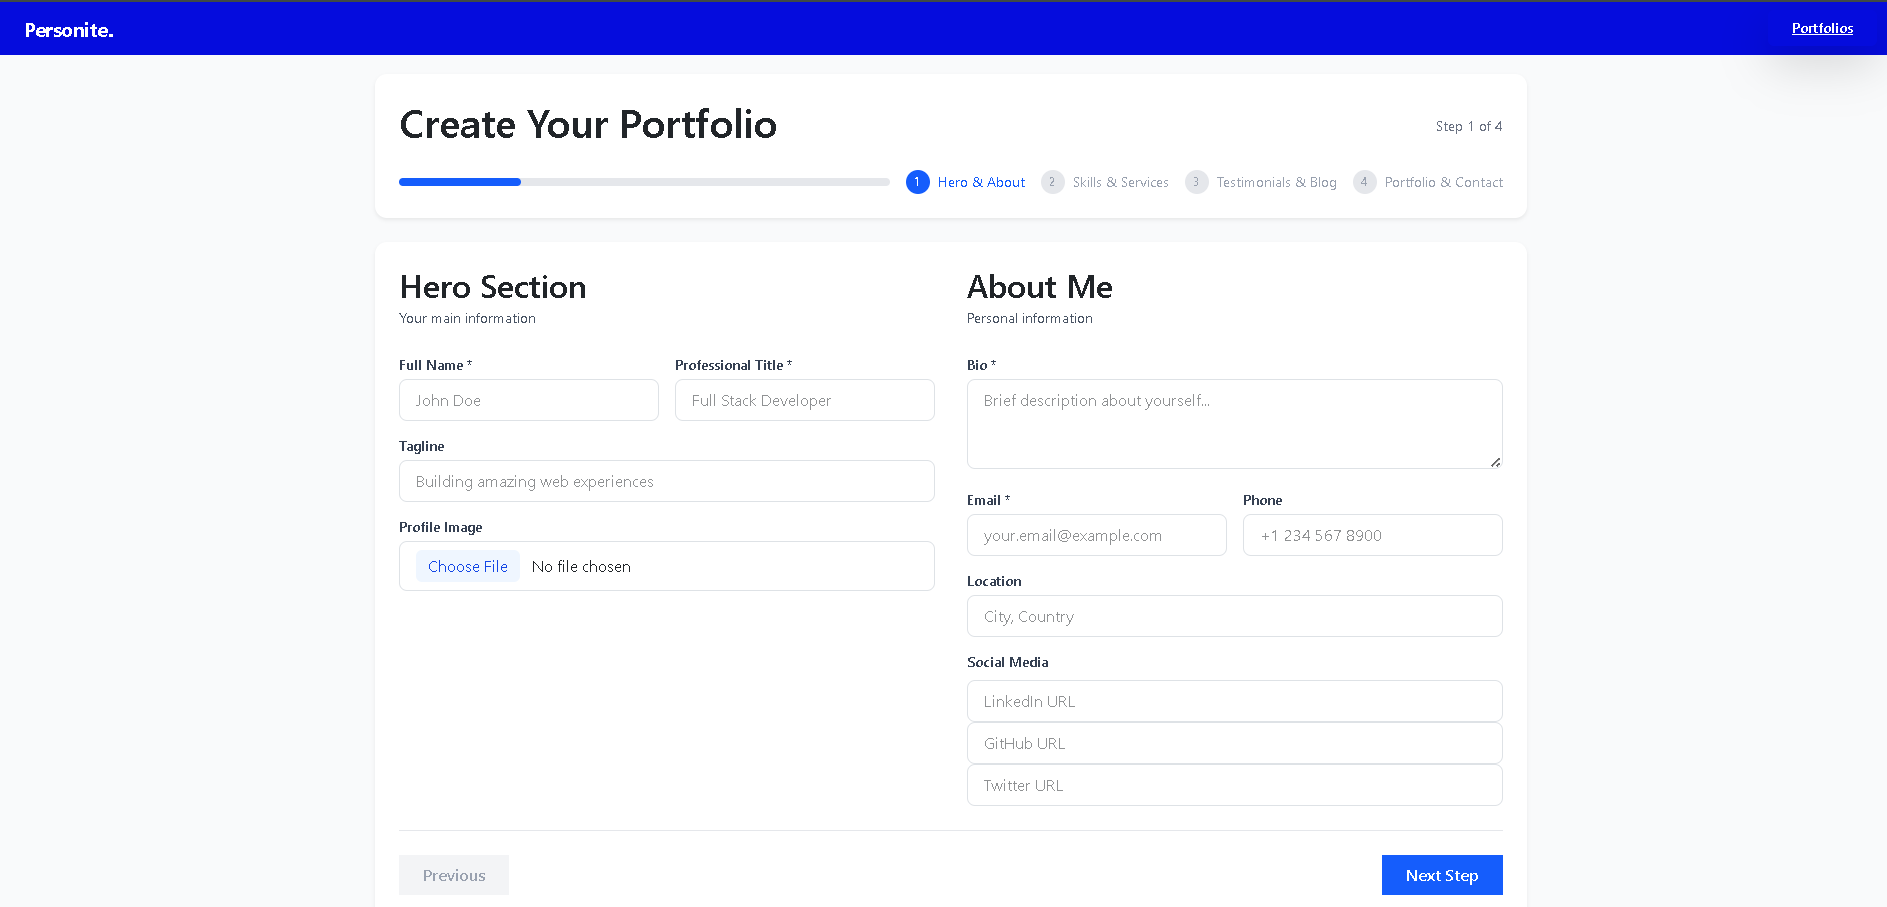 Personite.
Portfolios
Create Your Portfolio
Step 1 of 4
1 Hero & About 2 Skills & Services 3 Testimonials & Blog 4 Portfolio & Contact
Hero Section
Your main information
Full Name * Professional Title *
John Doe Full Stack Developer
Tagline
Building amazing web experiences
Profile Image
Choose File No file chosen
About Me
Personal information
Bio *
Brief description about yourself...
Email * Phone
your.email@example.com +1 234 567 8900
Location
City, Country
Social Media
LinkedIn URL
GitHub URL
Twitter URL
Previous Next Step